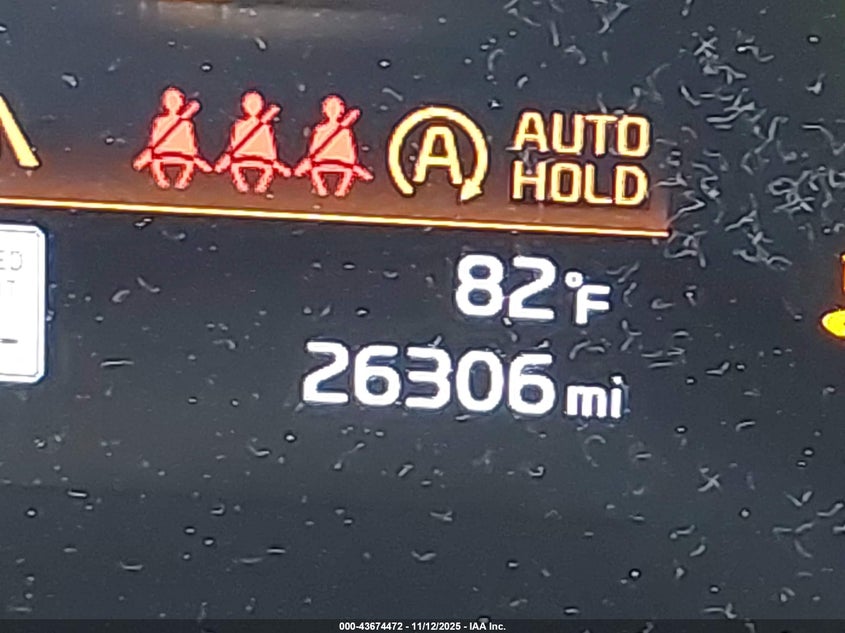 A AUTO
HOLD
82°F
26306 mi
000-43674472 - 11/12/2025 - IAA Inc.